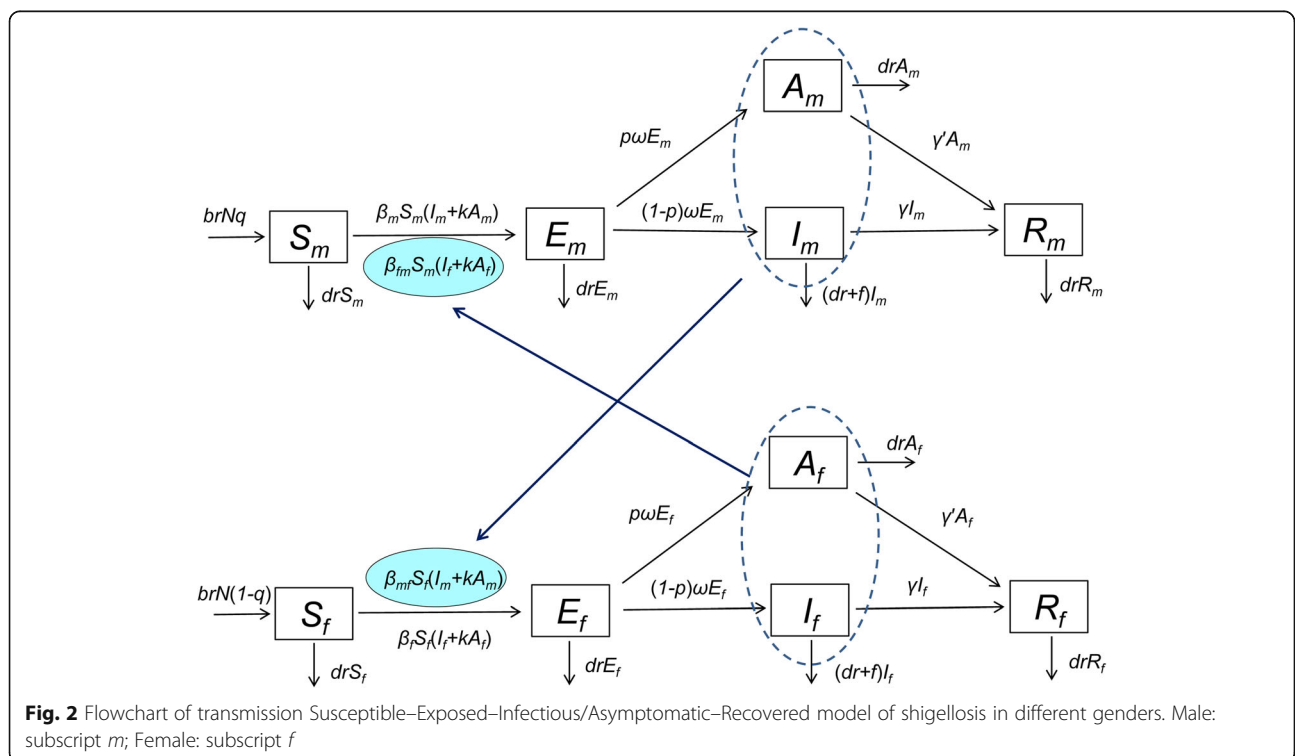 A_m
drA_m
pωE_m
γ'A_m
brNq
S_m
β_mS_m(I_m+kA_m)
β_fmS_m(I_f+kA_f)
E_m
(1-p)ωE_m
I_m
γI_m
R_m
drS_m
drE_m
(dr+f)I_m
drR_m
A_f
drA_f
pωE_f
γ'A_f
brN(1-q)
S_f
β_mfS_f(I_m+kA_m)
β_fS_f(I_f+kA_f)
E_f
(1-p)ωE_f
I_f
γI_f
R_f
drS_f
drE_f
(dr+f)I_f
drR_f
Fig. 2 Flowchart of transmission Susceptible–Exposed–Infectious/Asymptomatic–Recovered model of shigellosis in different genders. Male:
subscript m; Female: subscript f